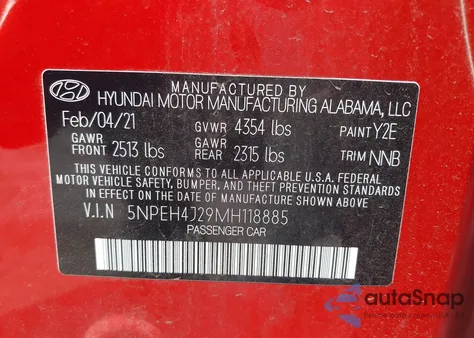 MANUFACTURED BY
HYUNDAI MOTOR MANUFACTURING ALABAMA, LLC
Feb/04/21 GVWR 4354 lbs PAINT Y2E
GAWR FRONT 2513 lbs GAWR REAR 2315 lbs TRIM NNB
THIS VEHICLE CONFORMS TO ALL APPLICABLE U.S.A. FEDERAL
MOTOR VEHICLE SAFETY, BUMPER, AND THEFT PREVENTION STANDARDS
IN EFFECT ON THE DATE OF MANUFACTURE SHOWN ABOVE.
V.I.N 5NPEH4J29MH118885
PASSENGER CAR
autoSnap